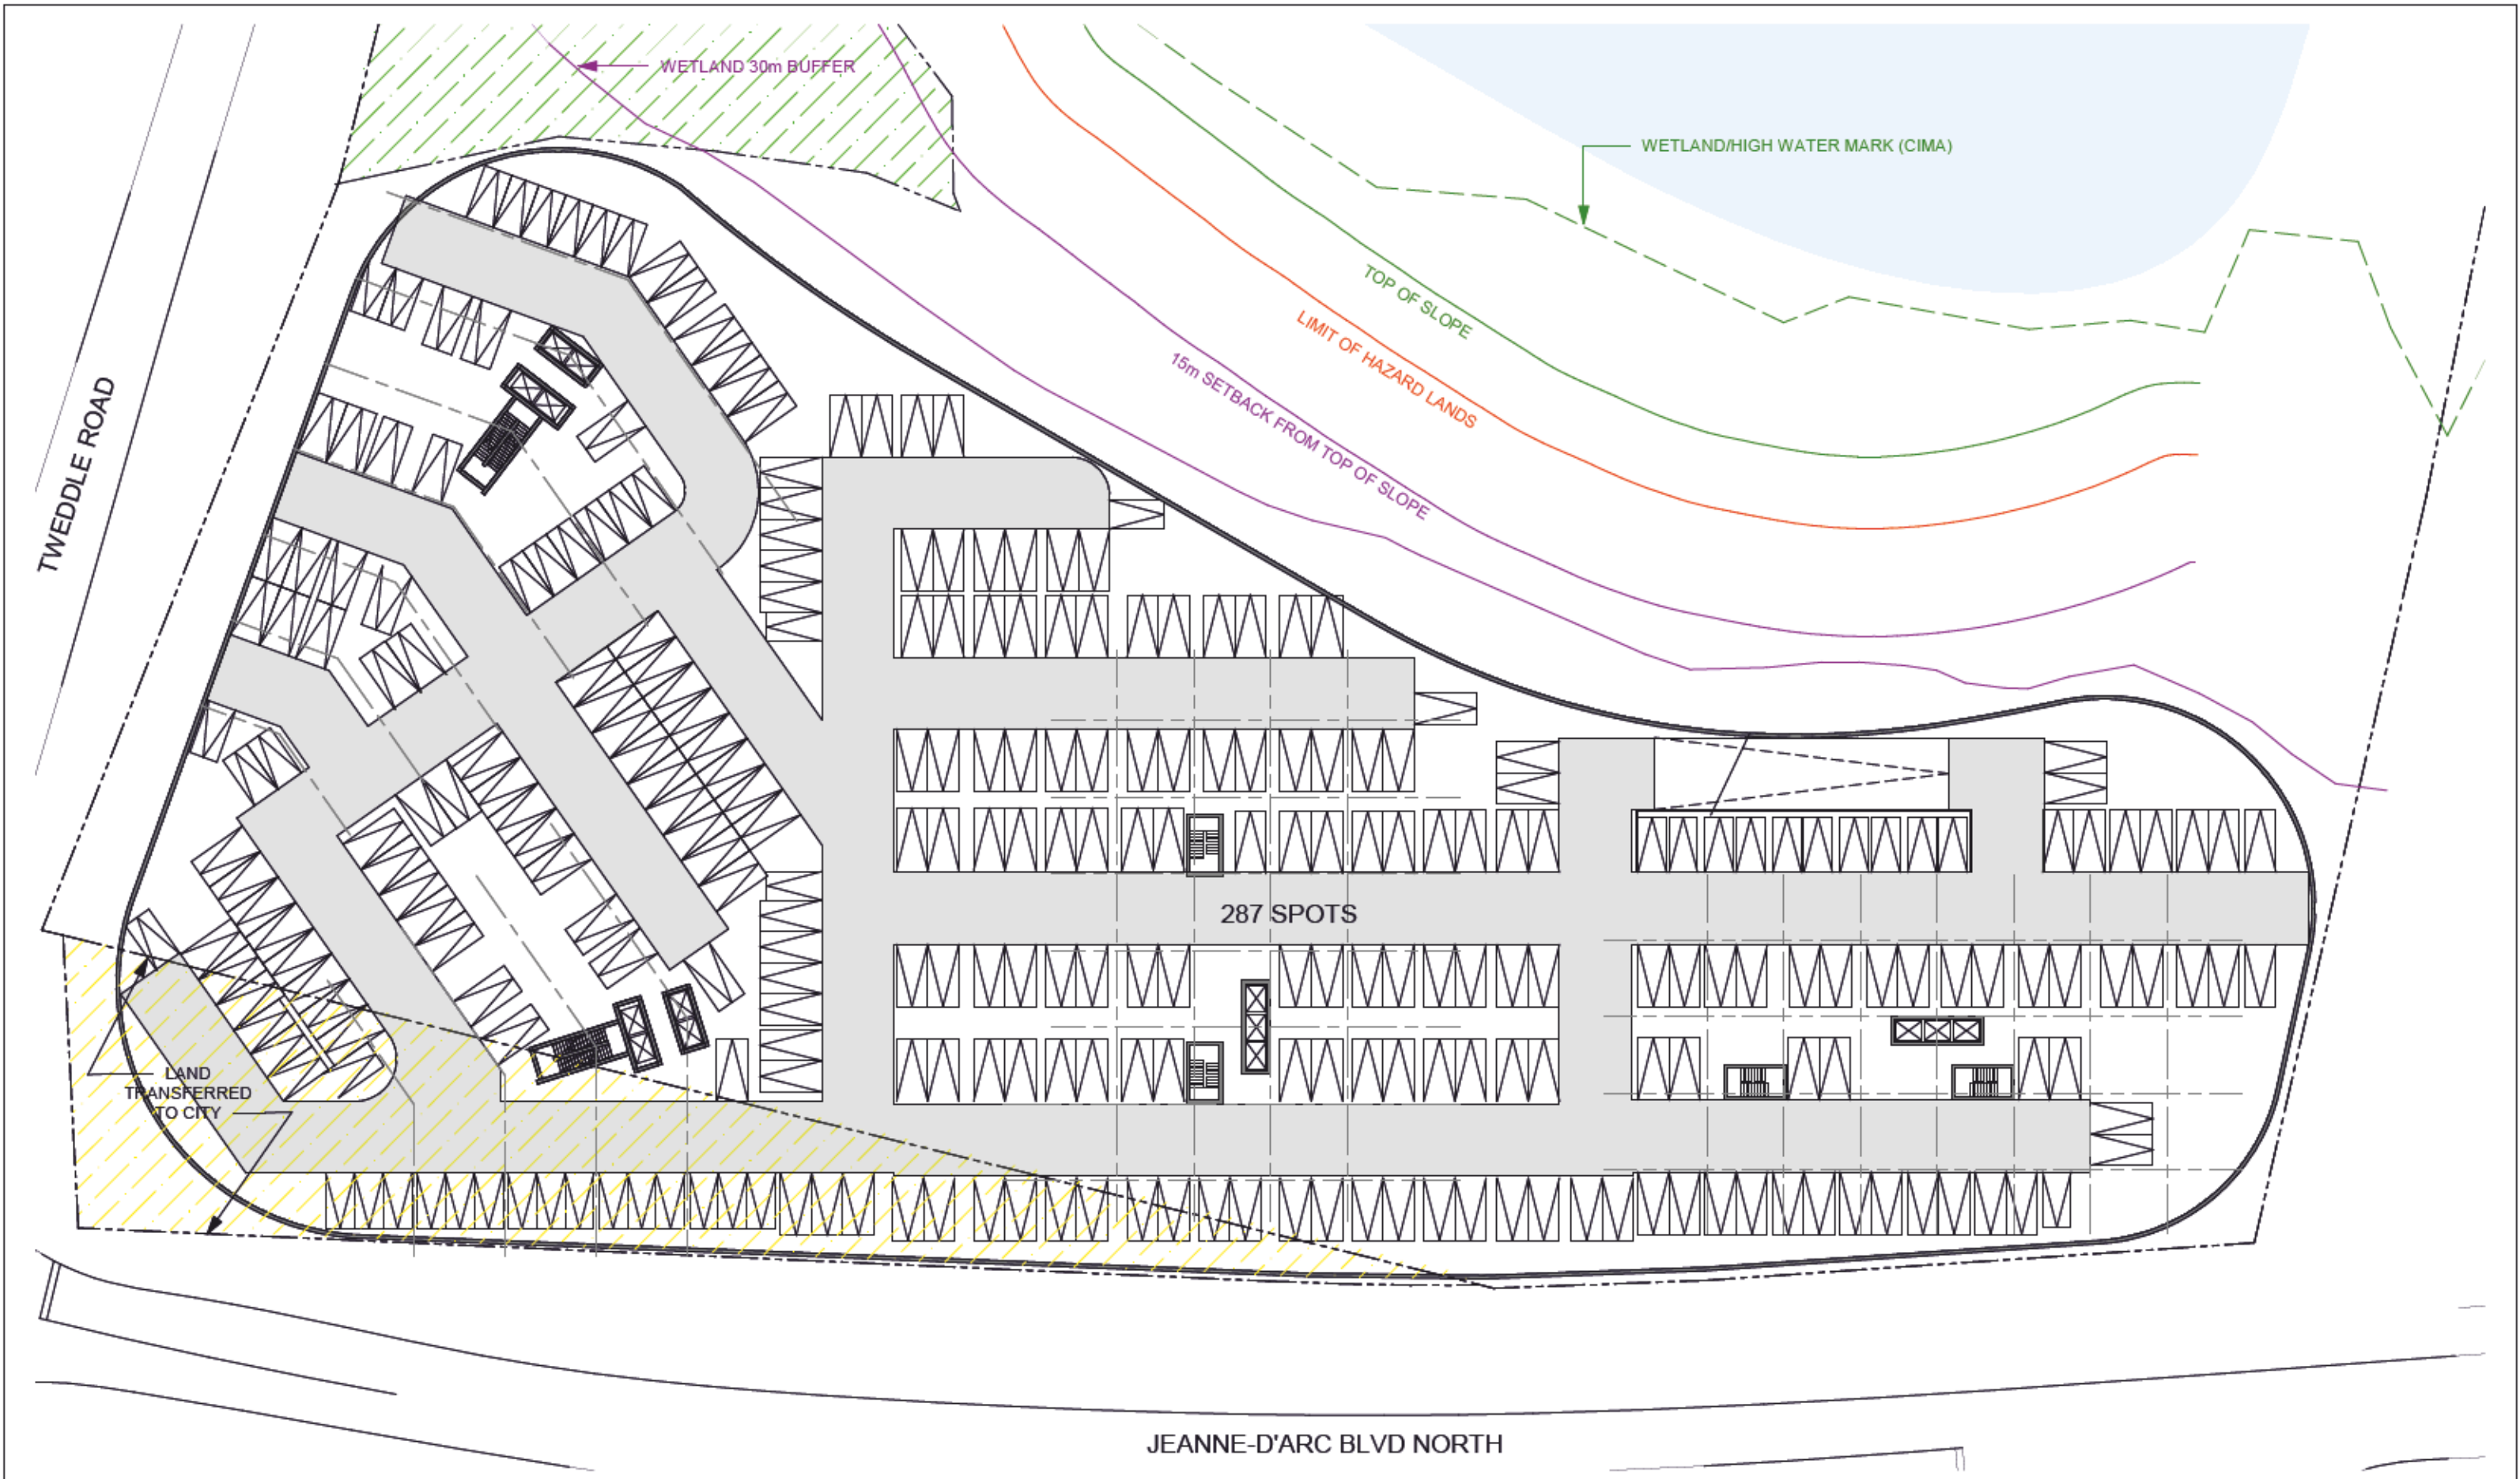 WETLAND 30m BUFFER
WETLAND/HIGH WATER MARK (CIMA)
TOP OF SLOPE
LIMIT OF HAZARD LANDS
15m SETBACK FROM TOP OF SLOPE
TWEDDLE ROAD
287 SPOTS
LAND
TRANSFERRED
TO CITY
JEANNE-D'ARC BLVD NORTH